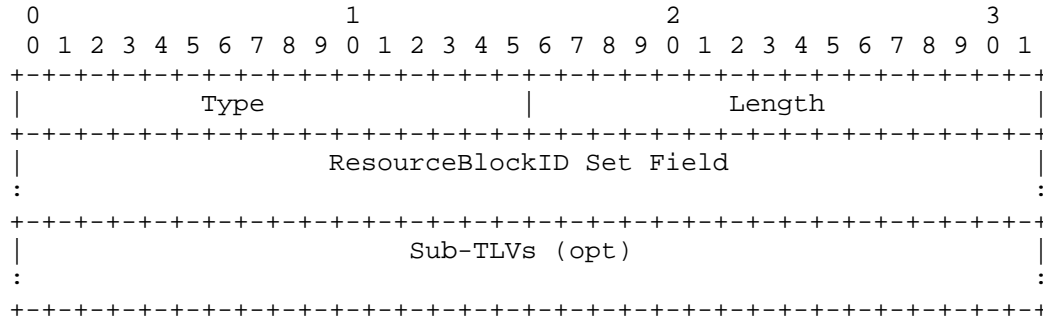 0                   1                   2                   3
0 1 2 3 4 5 6 7 8 9 0 1 2 3 4 5 6 7 8 9 0 1 2 3 4 5 6 7 8 9 0 1
+-+-+-+-+-+-+-+-+-+-+-+-+-+-+-+-+-+-+-+-+-+-+-+-+-+-+-+-+-+-+-+-+
|           Type                |            Length             |
+-+-+-+-+-+-+-+-+-+-+-+-+-+-+-+-+-+-+-+-+-+-+-+-+-+-+-+-+-+-+-+-+
|                   ResourceBlockID Set Field                   |
:                                                               :
+-+-+-+-+-+-+-+-+-+-+-+-+-+-+-+-+-+-+-+-+-+-+-+-+-+-+-+-+-+-+-+-+
|                        Sub-TLVs (opt)                         |
:                                                               :
+-+-+-+-+-+-+-+-+-+-+-+-+-+-+-+-+-+-+-+-+-+-+-+-+-+-+-+-+-+-+-+-+